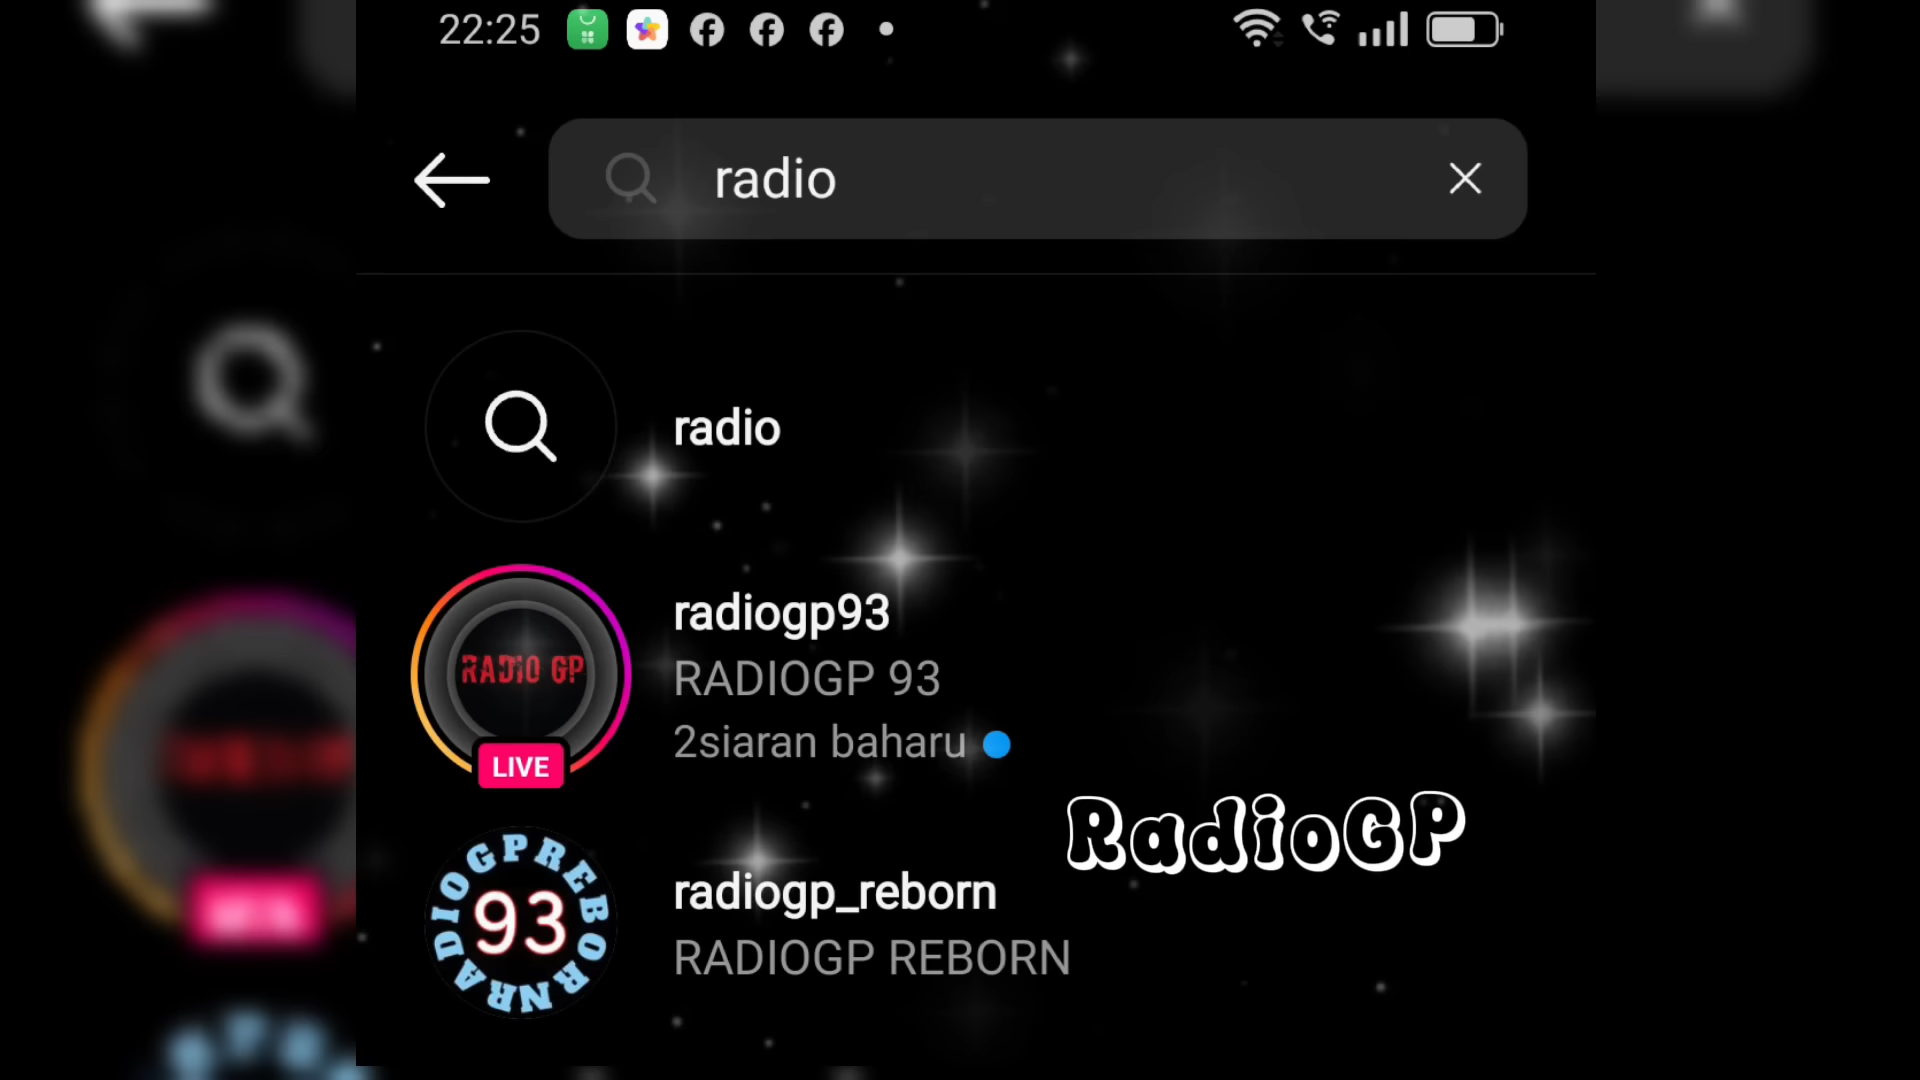 22:25
radio
radio
RADIO GP
LIVE
radiogp93
RADIOGP 93
2siaran baharu
RadioGP
RADIOGPREBORN
93
radiogp_reborn
RADIOGP REBORN